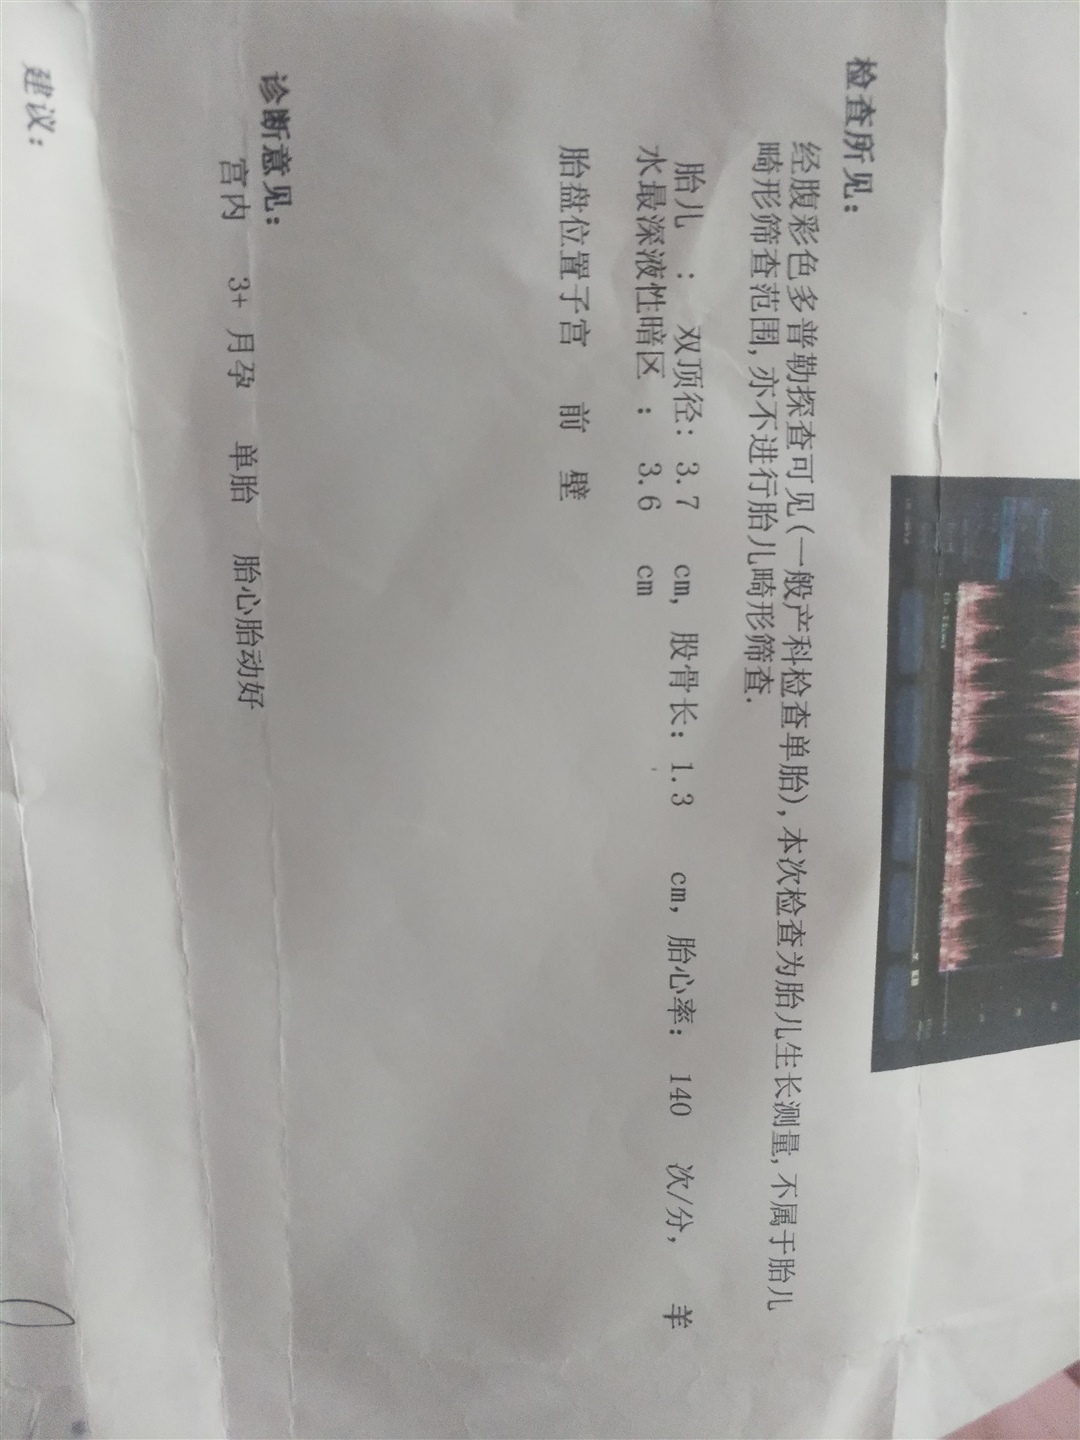 检查所见：
经腹彩色多普勒探查可见(一般产科检查单胎),本次检查为胎儿生长测量,不属于胎儿
畸形筛查范围,亦不进行胎儿畸形筛查.
胎儿 : 双顶径: 3.7 cm, 股骨长: 1.3 cm, 胎心率: 140 次/分, 羊
水最深液性暗区 : 3.6 cm
胎盘位置子宫 前 壁
诊断意见：
宫内 3+ 月孕 单胎 胎心胎动好
建议：